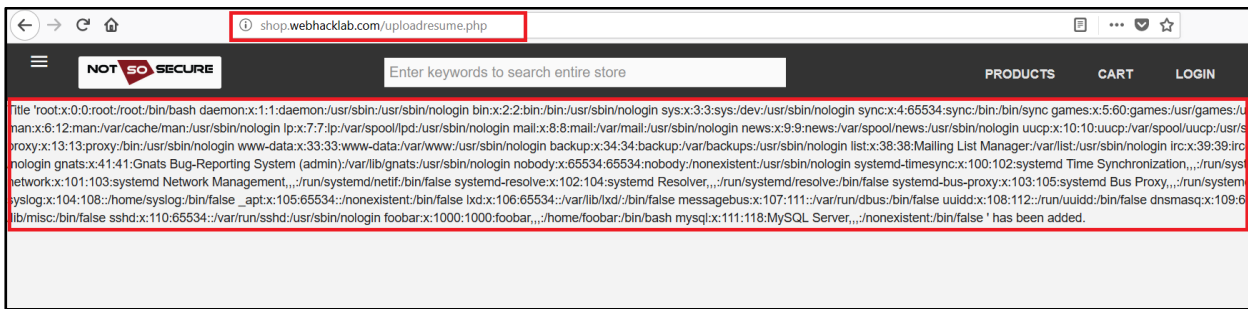 shop.webhacklab.com/uploadresume.php
NOT SO SECURE
Enter keywords to search entire store
PRODUCTS CART LOGIN
Title 'root:x:0:0:root:/root:/bin/bash daemon:x:1:1:daemon:/usr/sbin:/usr/sbin/nologin bin:x:2:2:bin:/bin:/usr/sbin/nologin sys:x:3:3:sys:/dev:/usr/sbin/nologin sync:x:4:65534:sync:/bin:/bin/sync games:x:5:60:games:/usr/games:/u
man:x:6:12:man:/var/cache/man:/usr/sbin/nologin lp:x:7:7:lp:/var/spool/lpd:/usr/sbin/nologin mail:x:8:8:mail:/var/mail:/usr/sbin/nologin news:x:9:9:news:/var/spool/news:/usr/sbin/nologin uucp:x:10:10:uucp:/var/spool/uucp:/usr/s
proxy:x:13:13:proxy:/bin:/usr/sbin/nologin www-data:x:33:33:www-data:/var/www:/usr/sbin/nologin backup:x:34:34:backup:/var/backups:/usr/sbin/nologin list:x:38:38:Mailing List Manager:/var/list:/usr/sbin/nologin irc:x:39:39:irc
nologin gnats:x:41:41:Gnats Bug-Reporting System (admin):/var/lib/gnats:/usr/sbin/nologin nobody:x:65534:65534:nobody:/nonexistent:/usr/sbin/nologin systemd-timesync:x:100:102:systemd Time Synchronization,,,:/run/syst
network:x:101:103:systemd Network Management,,,:/run/systemd/netif:/bin/false systemd-resolve:x:102:104:systemd Resolver,,,:/run/systemd/resolve:/bin/false systemd-bus-proxy:x:103:105:systemd Bus Proxy,,,:/run/systeme
syslog:x:104:108::/home/syslog:/bin/false _apt:x:105:65534::/nonexistent:/bin/false lxd:x:106:65534::/var/lib/lxd/:/bin/false messagebus:x:107:111::/var/run/dbus:/bin/false uuidd:x:108:112::/run/uuidd:/bin/false dnsmasq:x:109:6
lib/misc:/bin/false sshd:x:110:65534::/var/run/sshd:/usr/sbin/nologin foobar:x:1000:1000:foobar,,,:/home/foobar:/bin/bash mysql:x:111:118:MySQL Server,,,:/nonexistent:/bin/false ' has been added.